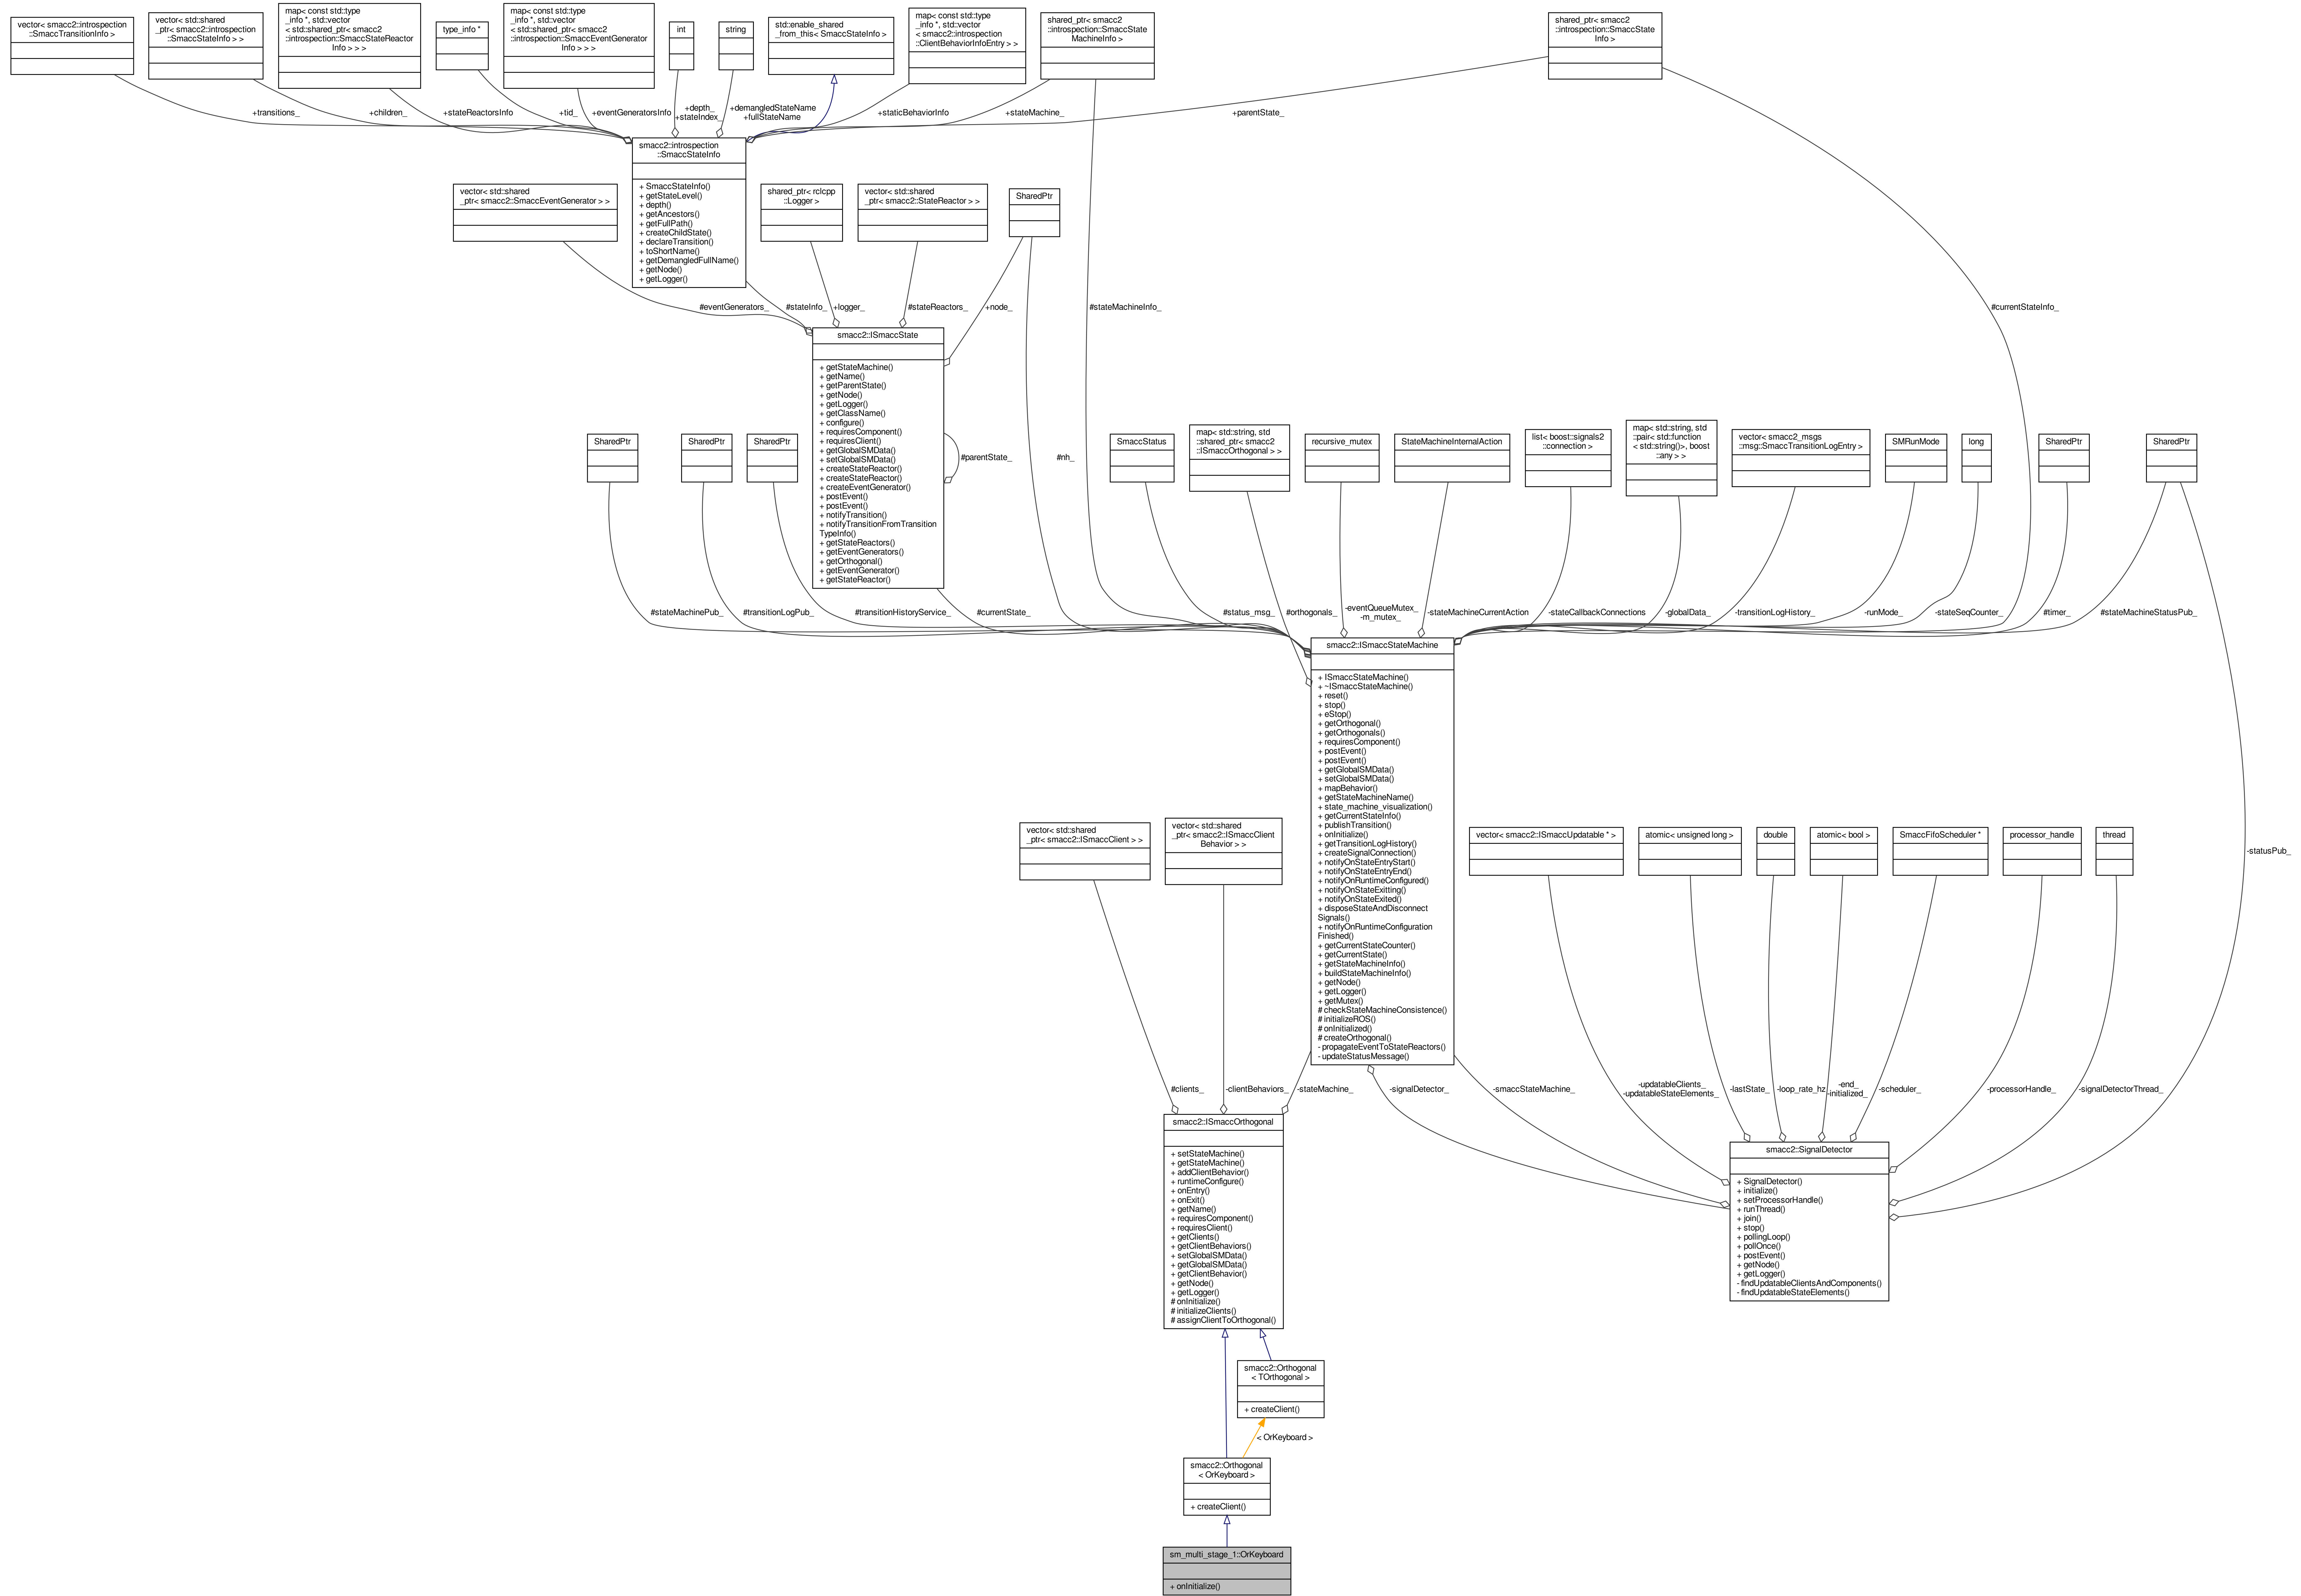 vector< smacc2::introspection
::SmaccTransitionInfo >
vector< std::shared
_ptr< smacc2::introspection
::SmaccStateInfo > >
map< const std::type
_info *, std::vector
< std::shared_ptr< smacc2
::introspection::SmaccStateReactor
Info > > >
type_info *
map< const std::type
_info *, std::vector
< std::shared_ptr< smacc2
::introspection::SmaccEventGenerator
Info > > >
int
string
std::enable_shared
_from_this< SmaccStateInfo >
map< const std::type
_info *, std::vector
< smacc2::introspection
::ClientBehaviorInfoEntry > >
shared_ptr< smacc2
::introspection::SmaccState
MachineInfo >
shared_ptr< smacc2
::introspection::SmaccState
Info >
+transitions_
+children_
+stateReactorsInfo
+tid_
+eventGeneratorsInfo
+depth_
+stateIndex_
+demangledStateName
+fullStateName
+staticBehaviorInfo
+stateMachine_
+parentState_
smacc2::introspection
::SmaccStateInfo
+ SmaccStateInfo()
+ getStateLevel()
+ depth()
+ getAncestors()
+ getFullPath()
+ createChildState()
+ declareTransition()
+ toShortName()
+ getDemangledFullName()
+ getNode()
+ getLogger()
vector< std::shared
_ptr< smacc2::SmaccEventGenerator > >
shared_ptr< rclcpp
::Logger >
vector< std::shared
_ptr< smacc2::StateReactor > >
SharedPtr
#eventGenerators_
#stateInfo_
+logger_
#stateReactors_
+node_
#stateMachineInfo_
#currentStateInfo_
smacc2::ISmaccState
+ getStateMachine()
+ getName()
+ getParentState()
+ getNode()
+ getLogger()
+ getClassName()
+ configure()
+ requiresComponent()
+ requiresClient()
+ getGlobalSMData()
+ setGlobalSMData()
+ createStateReactor()
+ createStateReactor()
+ createEventGenerator()
+ postEvent()
+ postEvent()
+ notifyTransition()
+ notifyTransitionFromTransition
TypeInfo()
+ getStateReactors()
+ getEventGenerators()
+ getOrthogonal()
+ getEventGenerator()
+ getStateReactor()
#parentState_
#nh_
SharedPtr
SharedPtr
SharedPtr
SmaccStatus
map< std::string, std
::shared_ptr< smacc2
::ISmaccOrthogonal > >
recursive_mutex
StateMachineInternalAction
list< boost::signals2
::connection >
map< std::string, std
::pair< std::function
< std::string()>, boost
::any > >
vector< smacc2_msgs
::msg::SmaccTransitionLogEntry >
SMRunMode
long
SharedPtr
SharedPtr
#stateMachinePub_
#transitionLogPub_
#transitionHistoryService_
#currentState_
#status_msg_
#orthogonals_
-eventQueueMutex_
-m_mutex_
-stateMachineCurrentAction
-stateCallbackConnections
-globalData_
-transitionLogHistory_
-runMode_
-stateSeqCounter_
#timer_
#stateMachineStatusPub_
smacc2::ISmaccStateMachine
+ ISmaccStateMachine()
+ ~ISmaccStateMachine()
+ reset()
+ stop()
+ eStop()
+ getOrthogonal()
+ getOrthogonals()
+ requiresComponent()
+ postEvent()
+ postEvent()
+ getGlobalSMData()
+ setGlobalSMData()
+ mapBehavior()
+ getStateMachineName()
+ state_machine_visualization()
+ getCurrentStateInfo()
+ publishTransition()
+ onInitialize()
+ getTransitionLogHistory()
+ createSignalConnection()
+ notifyOnStateEntryStart()
+ notifyOnStateEntryEnd()
+ notifyOnRuntimeConfigured()
+ notifyOnStateExitting()
+ notifyOnStateExited()
+ disposeStateAndDisconnect
Signals()
+ notifyOnRuntimeConfiguration
Finished()
+ getCurrentStateCounter()
+ getCurrentState()
+ getStateMachineInfo()
+ buildStateMachineInfo()
+ getNode()
+ getLogger()
+ getMutex()
# checkStateMachineConsistence()
# initializeROS()
# onInitialized()
# createOrthogonal()
- propagateEventToStateReactors()
- updateStatusMessage()
vector< std::shared
_ptr< smacc2::ISmaccClient > >
vector< std::shared
_ptr< smacc2::ISmaccClient
Behavior > >
vector< smacc2::ISmaccUpdatable * >
atomic< unsigned long >
double
atomic< bool >
SmaccFifoScheduler *
processor_handle
thread
-statusPub_
#clients_
-clientBehaviors_
-stateMachine_
-signalDetector_
-smaccStateMachine_
-updatableClients_
-updatableStateElements_
-lastState_
-loop_rate_hz
-end_
-initialized_
-scheduler_
-processorHandle_
-signalDetectorThread_
smacc2::ISmaccOrthogonal
+ setStateMachine()
+ getStateMachine()
+ addClientBehavior()
+ runtimeConfigure()
+ onEntry()
+ onExit()
+ getName()
+ requiresComponent()
+ requiresClient()
+ getClients()
+ getClientBehaviors()
+ setGlobalSMData()
+ getGlobalSMData()
+ getClientBehavior()
+ getNode()
+ getLogger()
# onInitialize()
# initializeClients()
# assignClientToOrthogonal()
smacc2::SignalDetector
+ SignalDetector()
+ initialize()
+ setProcessorHandle()
+ runThread()
+ join()
+ stop()
+ pollingLoop()
+ pollOnce()
+ postEvent()
+ getNode()
+ getLogger()
- findUpdatableClientsAndComponents()
- findUpdatableStateElements()
smacc2::Orthogonal
< TOrthogonal >
+ createClient()
< OrKeyboard >
smacc2::Orthogonal
< OrKeyboard >
+ createClient()
sm_multi_stage_1::OrKeyboard
+ onInitialize()